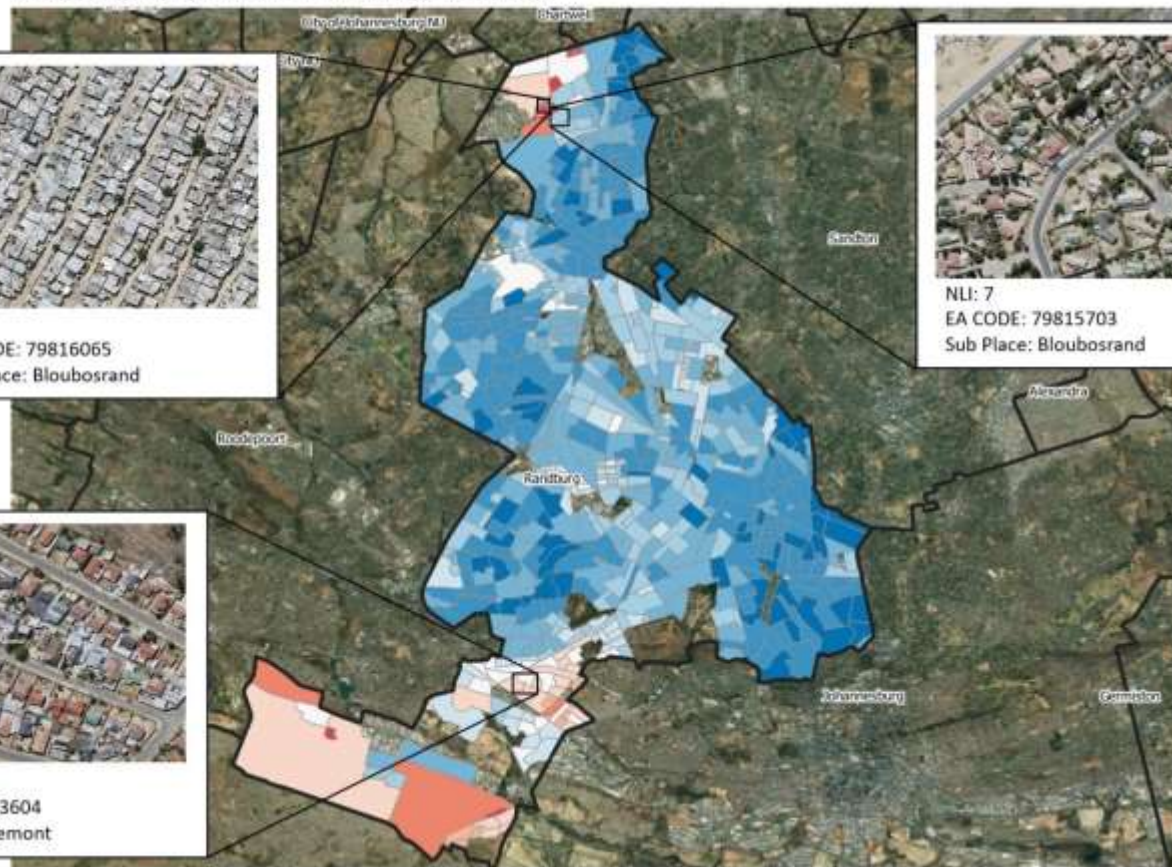 Chartwell
City of Johannesburg NU
DE: 79816065
ace: Bloubosrand
NLI: 7
EA CODE: 79815703
Sub Place: Bloubosrand
Sandton
Alexandra
Roodepoort
Randburg
Johannesburg
Germiston
3604
emont